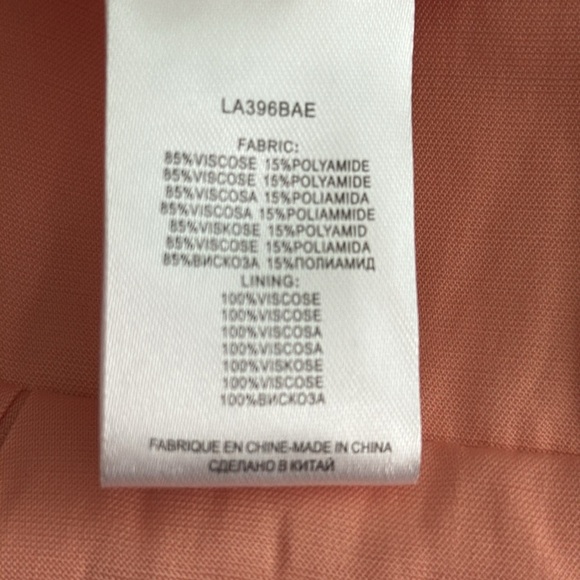 LA396BAE
FABRIC:
85%VISCOSE 15%POLYAMIDE
85%VISCOSE 15%POLYAMIDE
85%VISCOSA 15%POLIAMIDA
85%VISCOSA 15%POLIAMMIDE
85%VISKOSE 15%POLYAMID
85%VISCOSE 15%POLIAMIDA
85%ВИСКОЗА 15%ПОЛИАМИД
LINING:
100%VISCOSE
100%VISCOSE
100%VISCOSA
100%VISCOSA
100%VISKOSE
100%VISCOSE
100%ВИСКОЗА
FABRIQUE EN CHINE-MADE IN CHINA
СДЕЛАНО В КИТАЙ